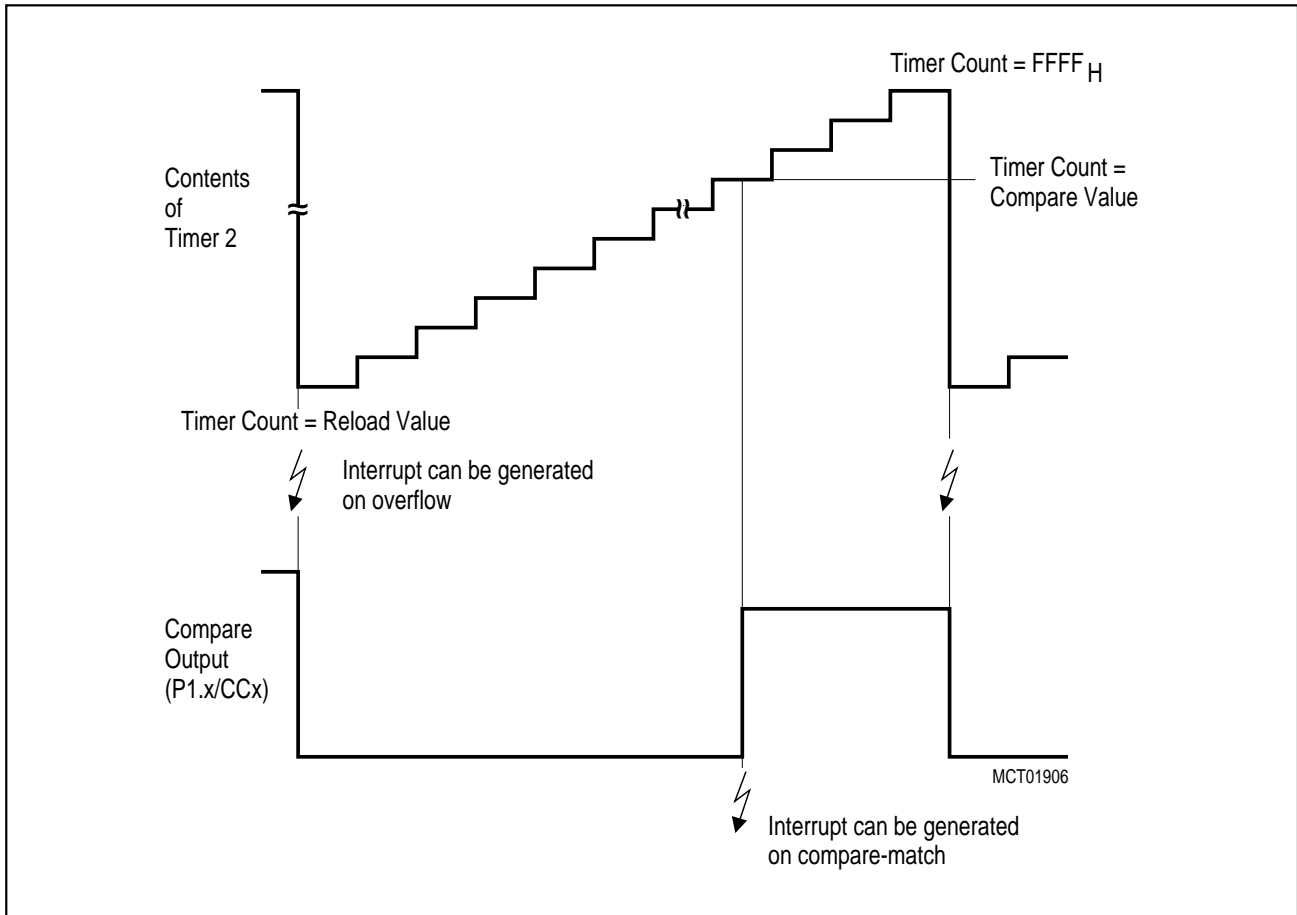 Timer Count = FFFF H
Contents
of
Timer 2
Timer Count =
Compare Value
Timer Count = Reload Value
Interrupt can be generated
on overflow
Compare
Output
(P1.x/CCx)
MCT01906
Interrupt can be generated
on compare-match